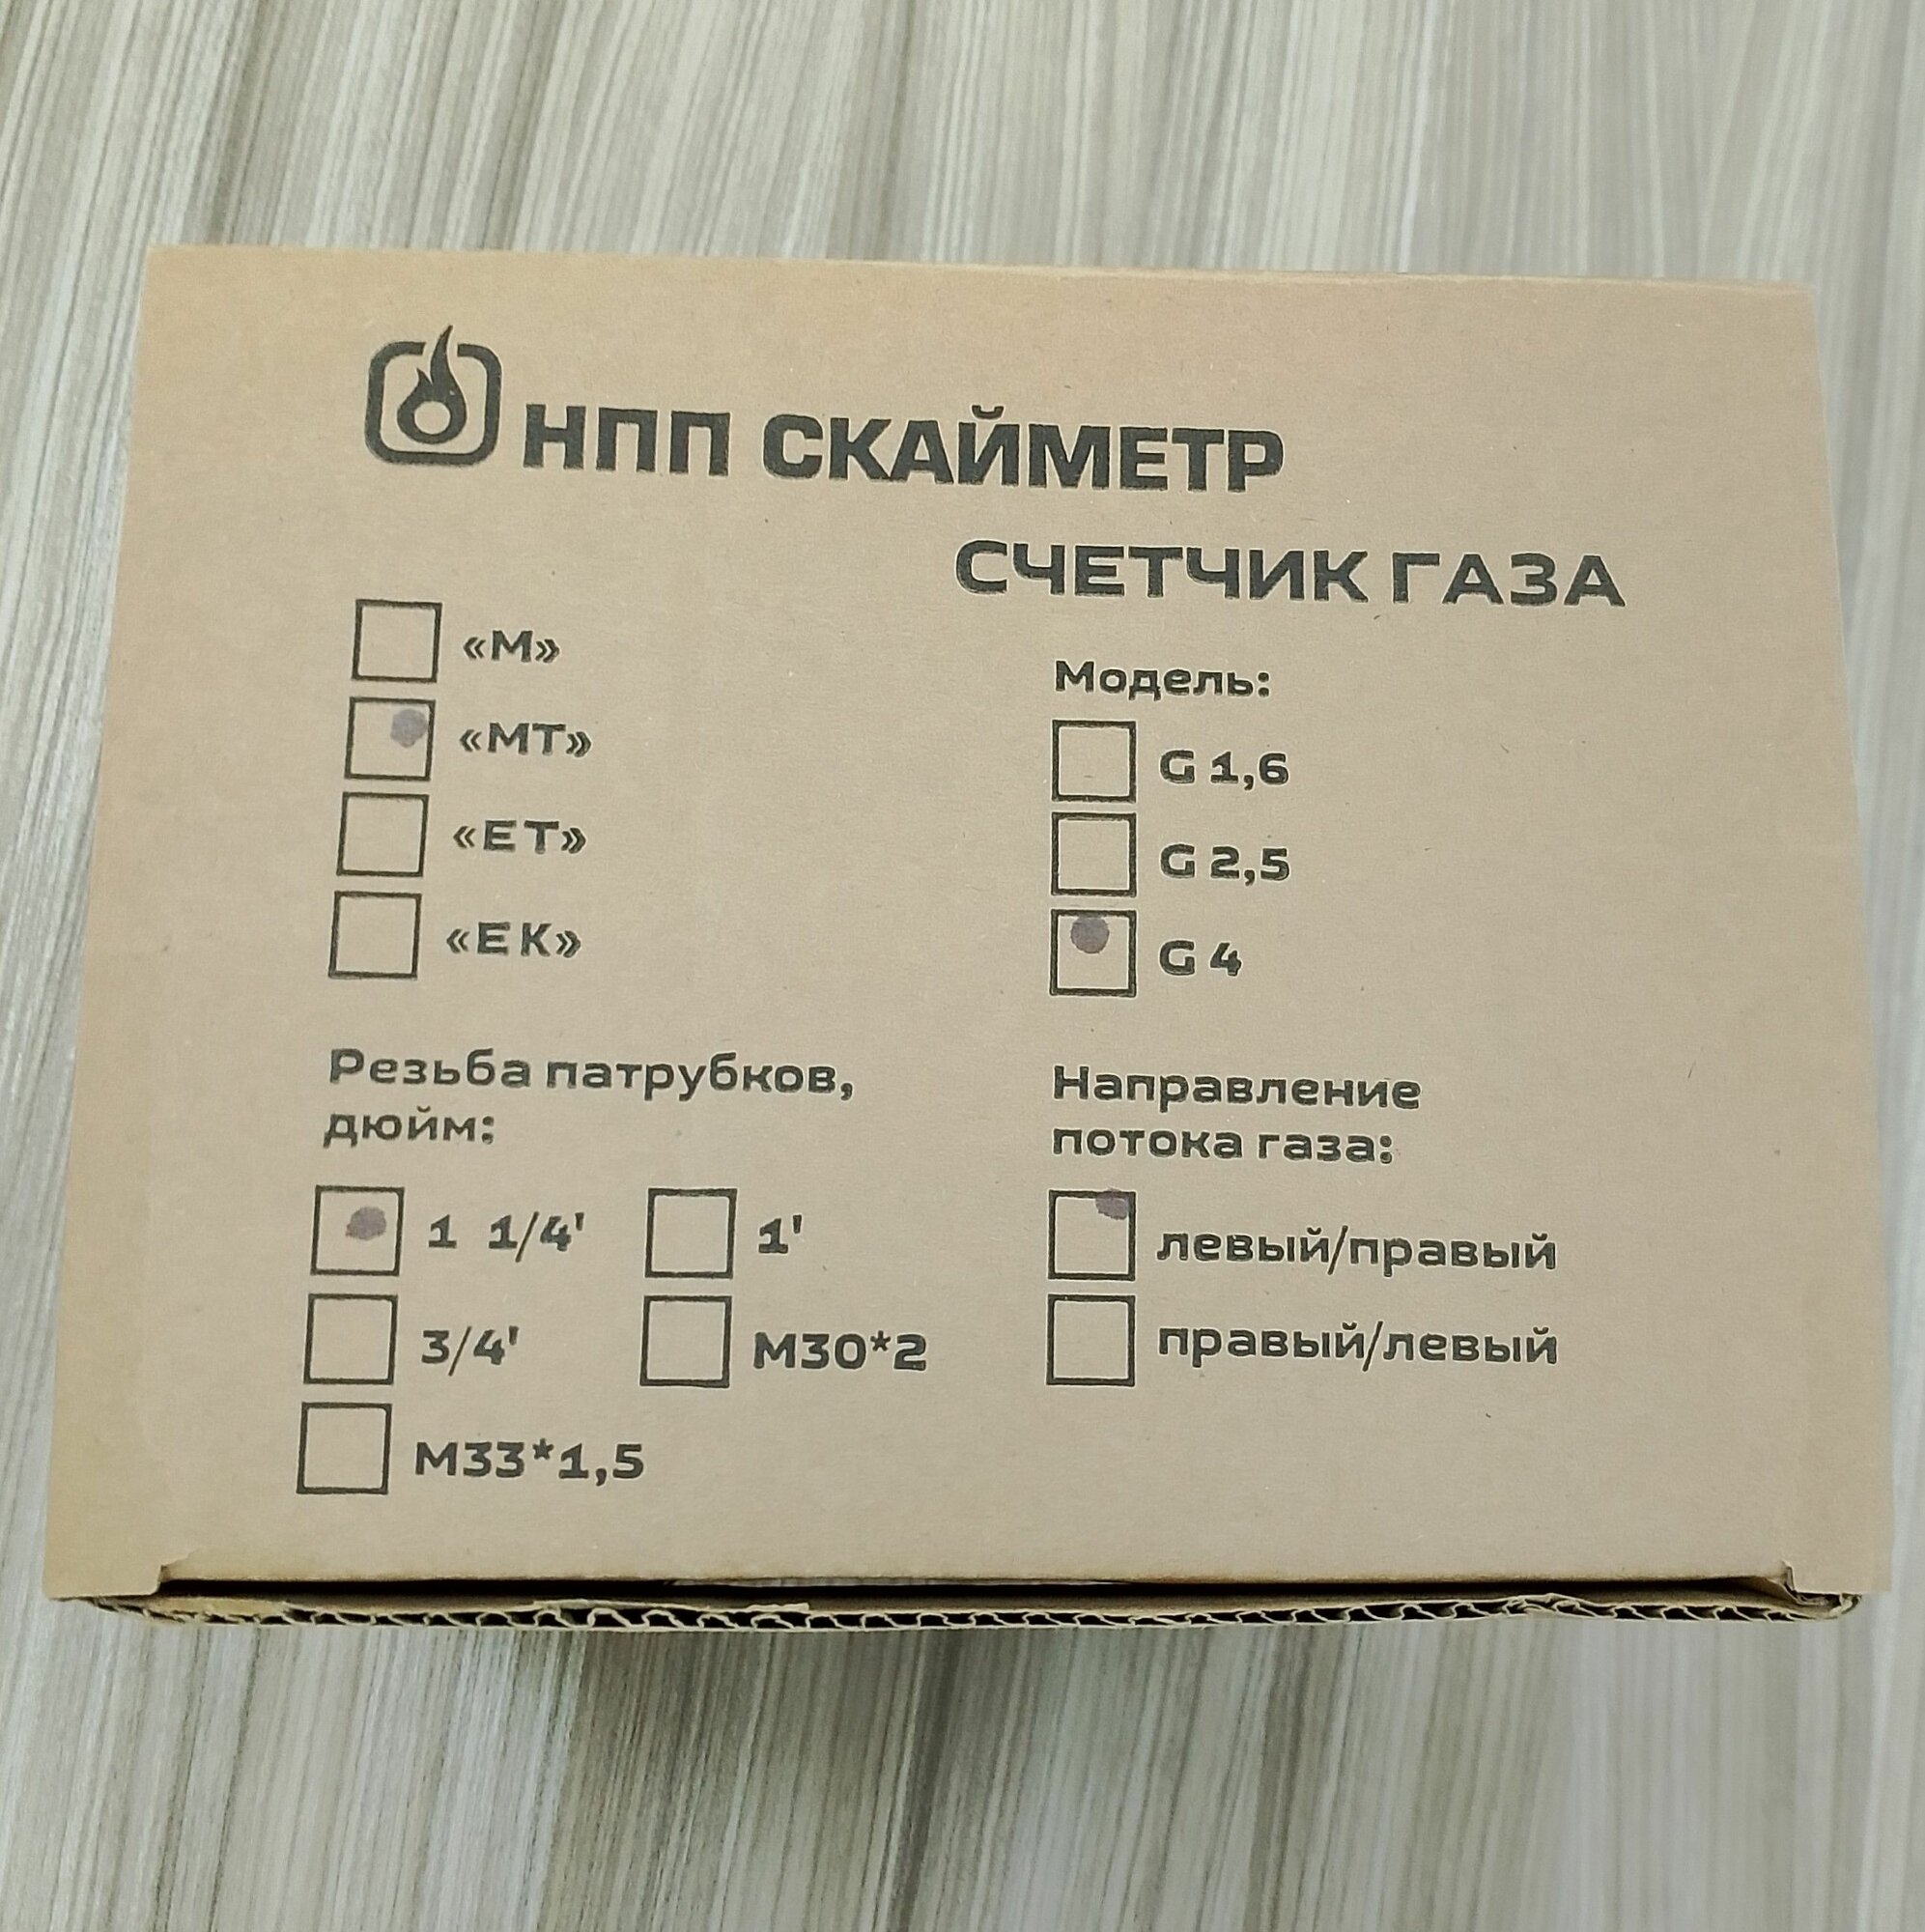 НПП СКАЙМЕТР
СЧЕТЧИК ГАЗА
«М»
«МТ»
«ЕТ»
«ЕК»
Модель:
G 1,6
G 2,5
G 4
Резьба патрубков,
дюйм:
1 1/4' 1'
3/4' М30*2
М33*1,5
Направление
потока газа:
левый/правый
правый/левый